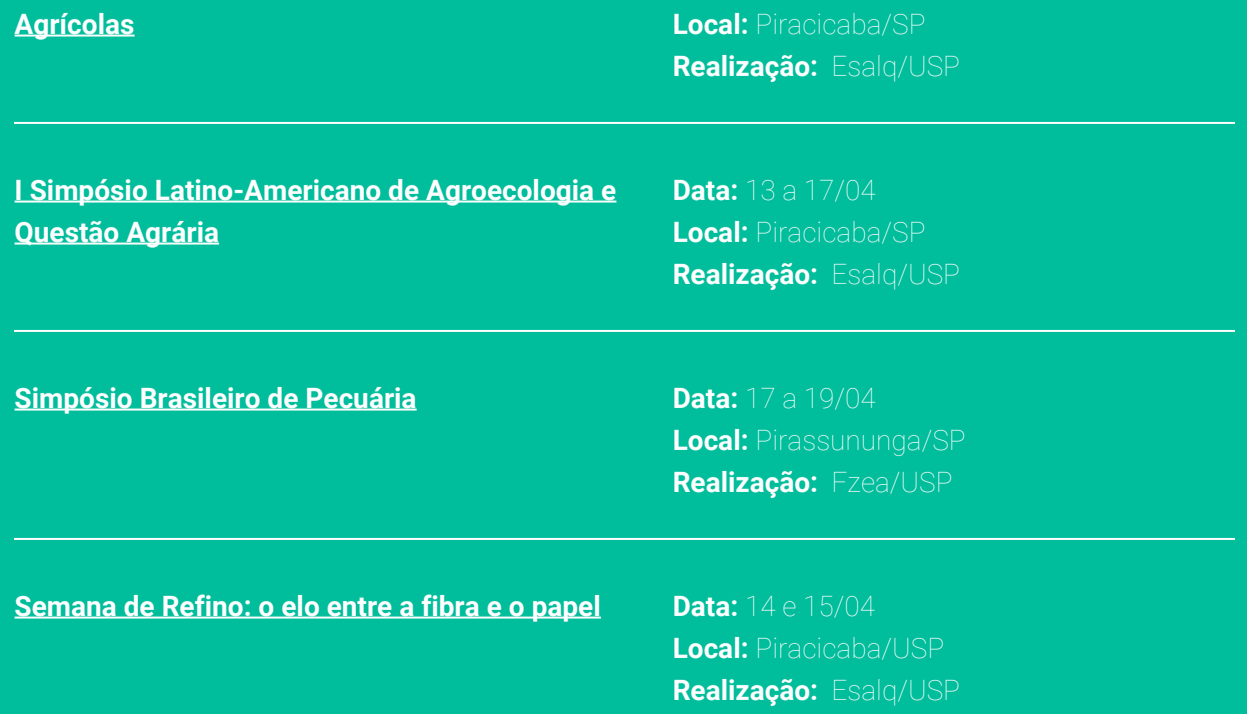 Agrícolas
Local: Piracicaba/SP
Realização: Esalq/USP
I Simpósio Latino-Americano de Agroecologia e
Questão Agrária
Data: 13 a 17/04
Local: Piracicaba/SP
Realização: Esalq/USP
Simpósio Brasileiro de Pecuária
Data: 17 a 19/04
Local: Pirassununga/SP
Realização: Fzea/USP
Semana de Refino: o elo entre a fibra e o papel
Data: 14 e 15/04
Local: Piracicaba/USP
Realização: Esalq/USP